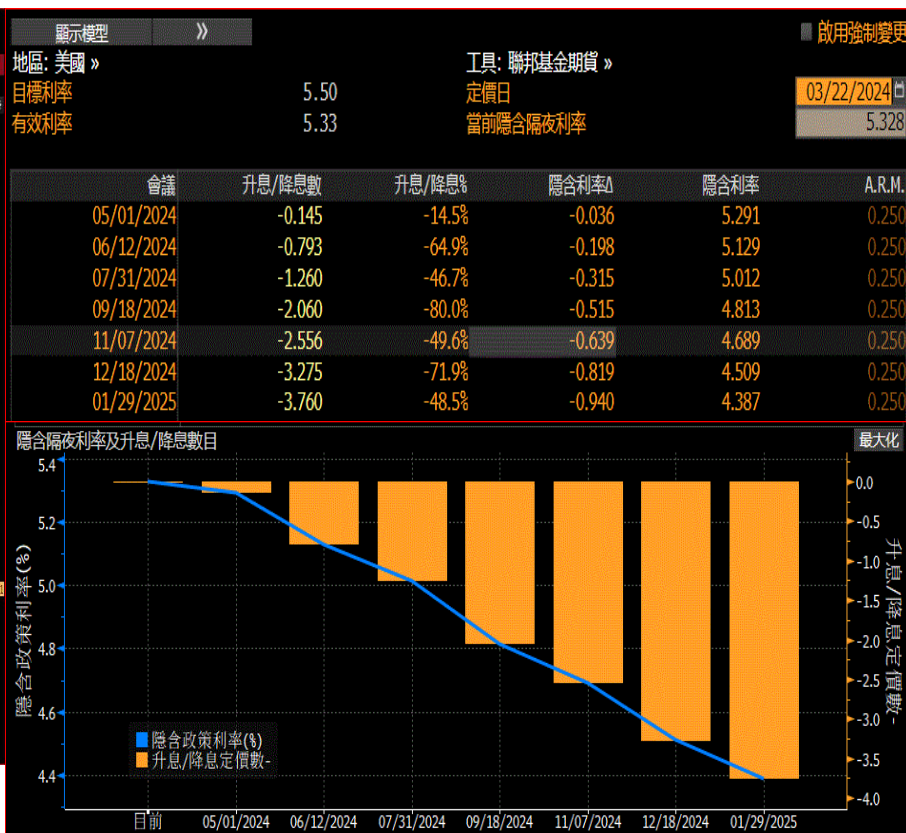 顯示模型 » 啟用強制變更
地區: 美國 » 工具: 聯邦基金期貨 »
目標利率 5.50 定價日 03/22/2024
有效利率 5.33 當前隱含隔夜利率 5.328
會議 升息/降息數 升息/降息% 隱含利率Δ 隱含利率 A.R.M.
05/01/2024 -0.145 -14.5% -0.036 5.291 0.250
06/12/2024 -0.793 -64.9% -0.198 5.129 0.250
07/31/2024 -1.260 -46.7% -0.315 5.012 0.250
09/18/2024 -2.060 -80.0% -0.515 4.813 0.250
11/07/2024 -2.556 -49.6% -0.639 4.689 0.250
12/18/2024 -3.275 -71.9% -0.819 4.509 0.250
01/29/2025 -3.760 -48.5% -0.940 4.387 0.250
隱含隔夜利率及升息/降息數目 最大化
隱含政策利率(%)
5.4
5.2
5.0
4.8
4.6
4.4
0.0
-0.5
-1.0
-1.5
-2.0
-2.5
-3.0
-3.5
-4.0
升息/降息定價數-
隱含政策利率(%)
升息/降息定價數-
目前 05/01/2024 06/12/2024 07/31/2024 09/18/2024 11/07/2024 12/18/2024 01/29/2025